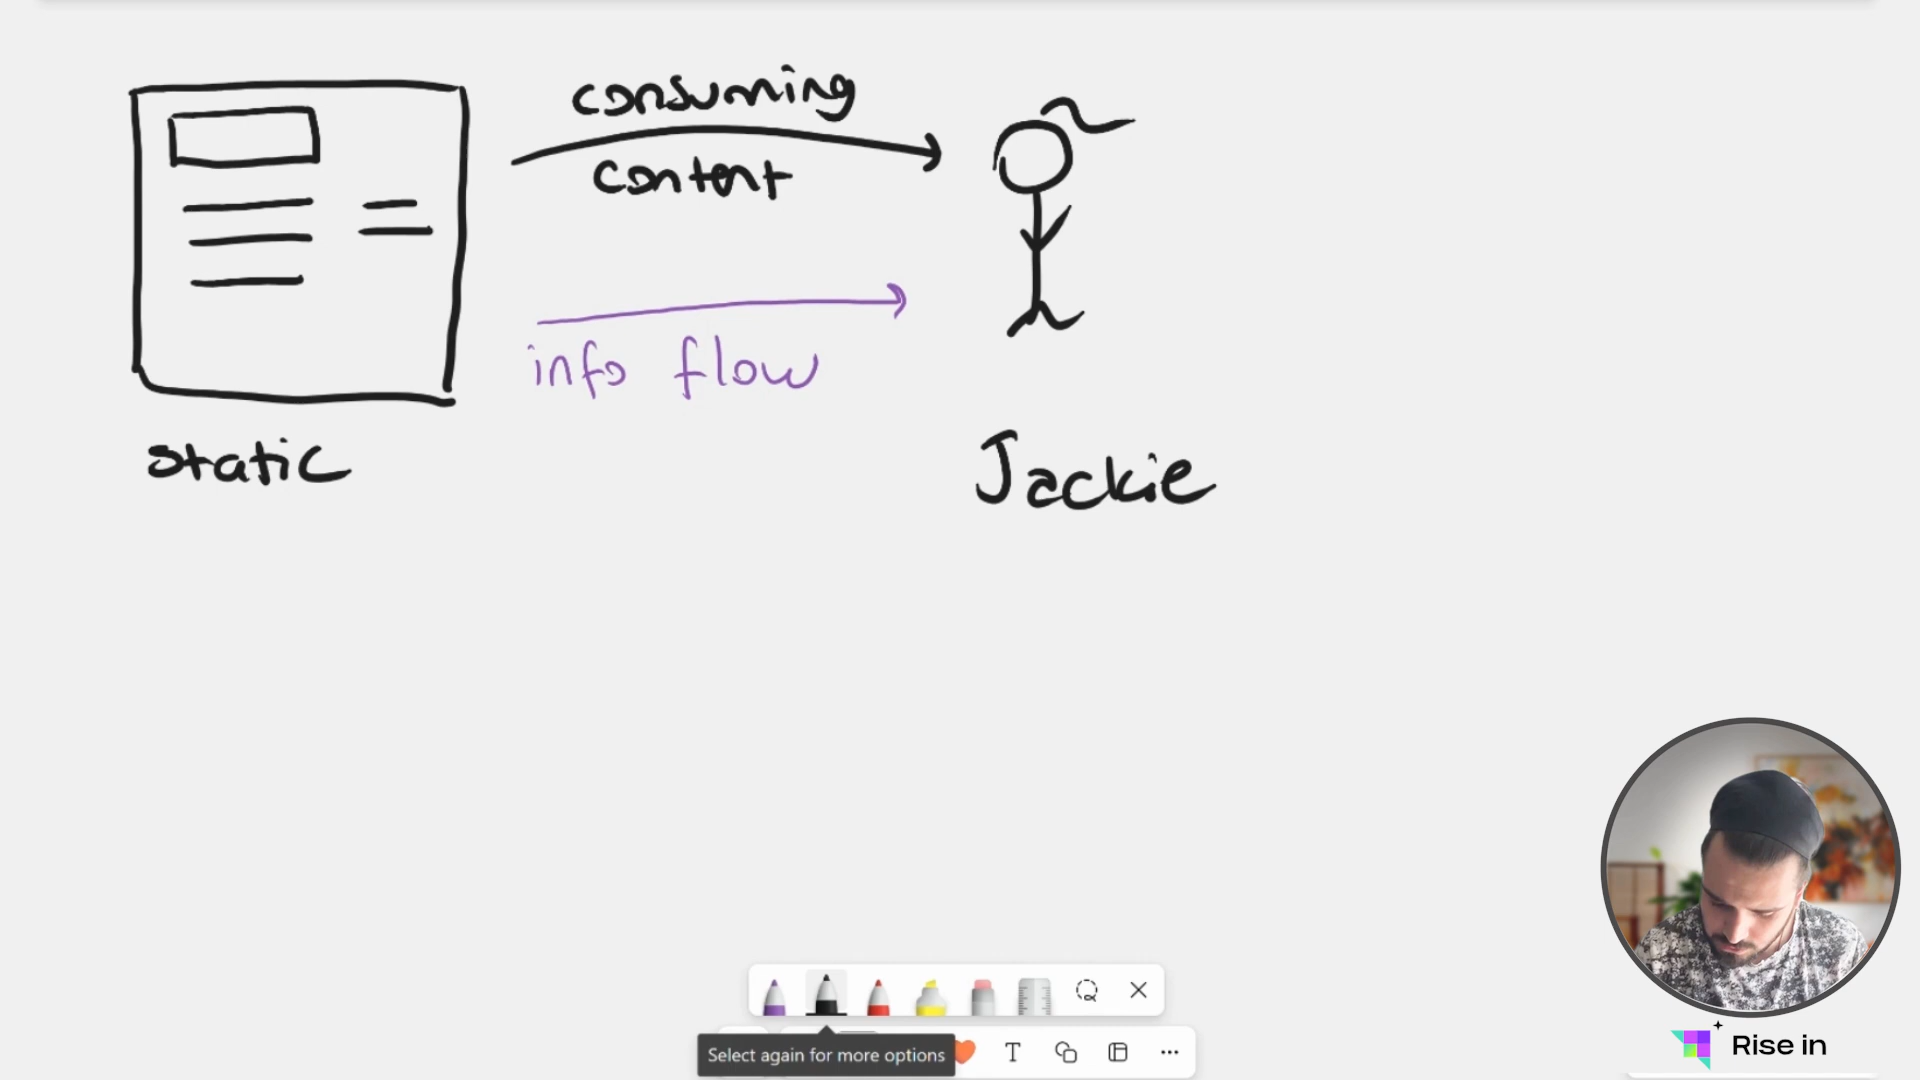 consuming
content
info flow
static
Jackie
Select again for more options
T
Rise in